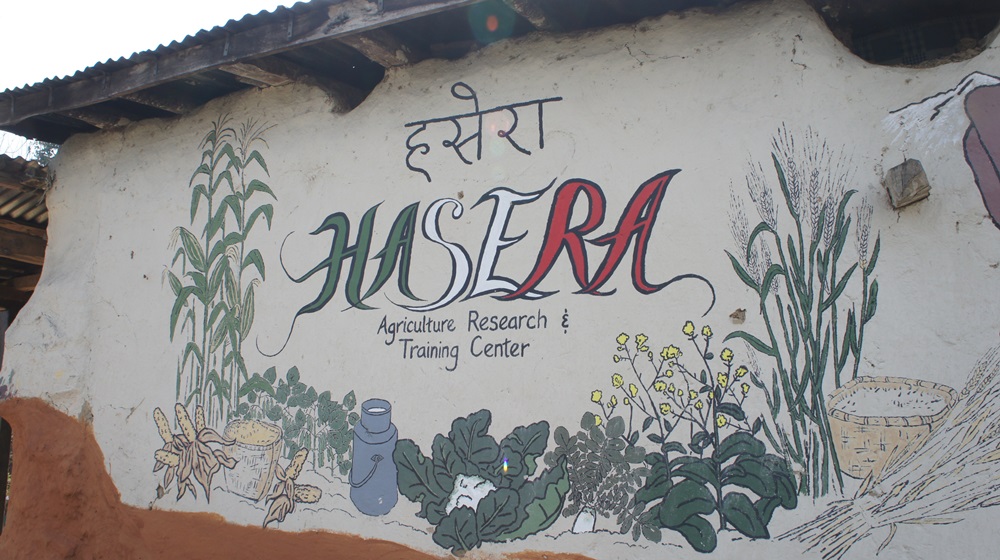 हसेरा
HASERA
Agriculture Research &
Training Center